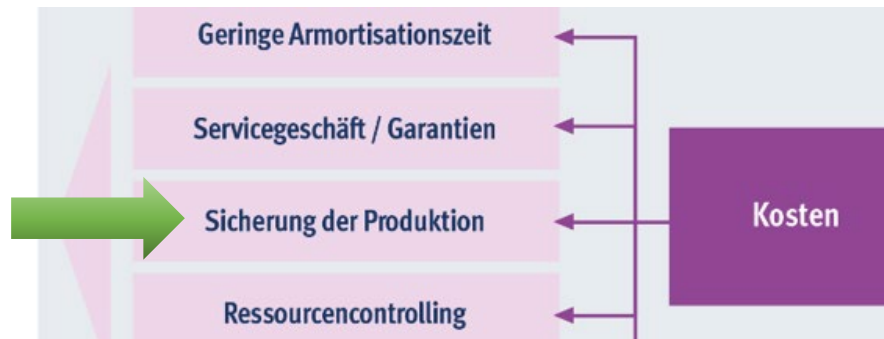 Geringe Armortisationszeit
Servicegeschäft / Garantien
Sicherung der Produktion
Kosten
Ressourcencontrolling